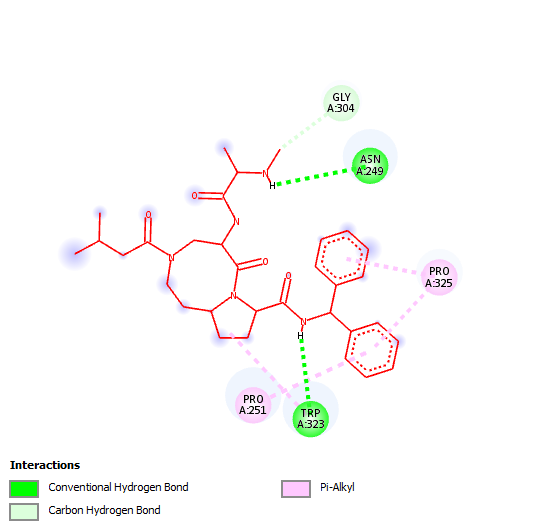 GLY
A:304
ASN
A:249
N
H
O
N
O
N
O
N
O
N
H
PRO
A:325
PRO
A:251
TRP
A:323
Interactions
Conventional Hydrogen Bond
Carbon Hydrogen Bond
Pi-Alkyl